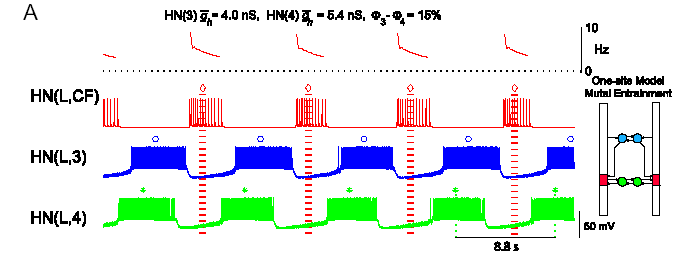 A
HN(3) g̅h = 4.0 nS, HN(4) g̅h = 5.4 nS, Φ3 - Φ4 = 15%
10
Hz
0
One-site Model
Mutal Entrainment
HN(L,CF)
HN(L,3)
HN(L,4)
60 mV
8.8 s